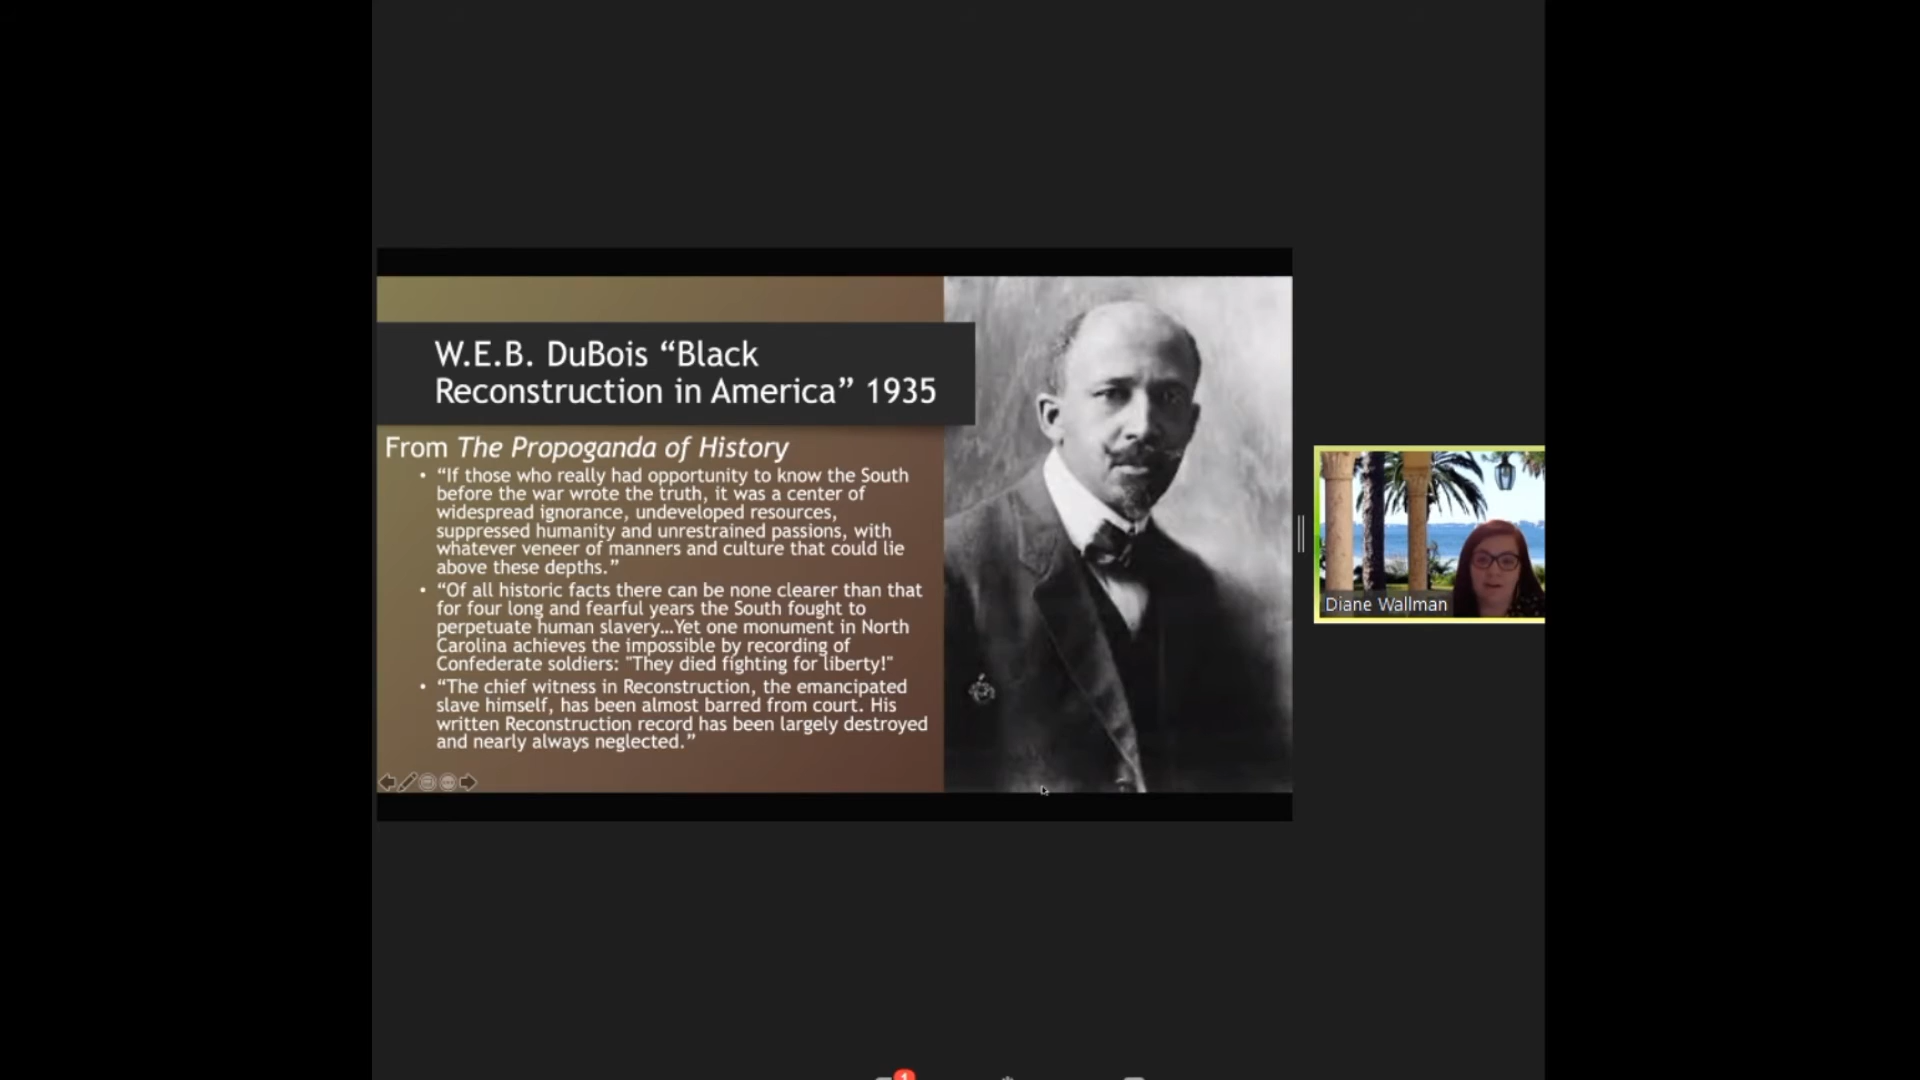 W.E.B. DuBois “Black
Reconstruction in America” 1935
From The Propoganda of History
• “If those who really had opportunity to know the South
before the war wrote the truth, it was a center of
widespread ignorance, undeveloped resources,
suppressed humanity and unrestrained passions, with
whatever veneer of manners and culture that could lie
above these depths.”
• “Of all historic facts there can be none clearer than that
for four long and fearful years the South fought to
perpetuate human slavery…Yet one monument in North
Carolina achieves the impossible by recording of
Confederate soldiers: "They died fighting for liberty!"
• “The chief witness in Reconstruction, the emancipated
slave himself, has been almost barred from court. His
written Reconstruction record has been largely destroyed
and nearly always neglected.”
Diane Wallman
1